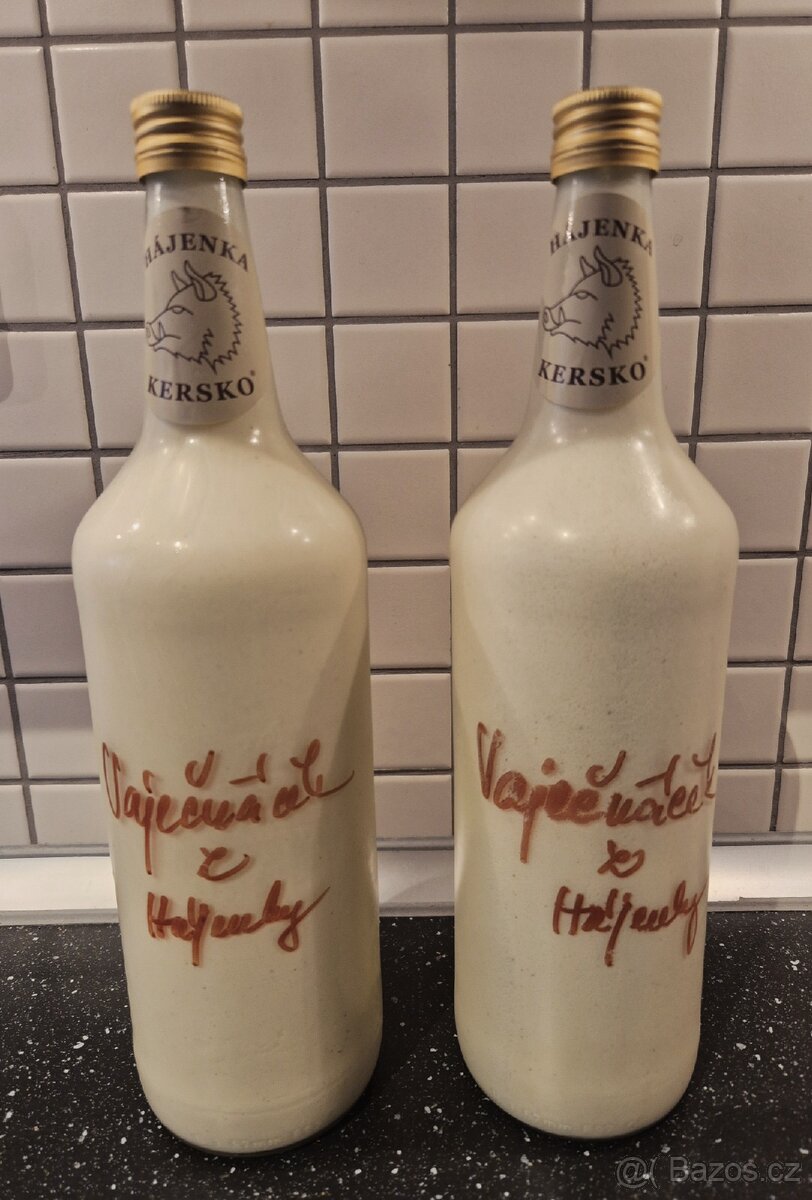 HÁJENKA
KERSKO®
Vaječňáček
z
Hájenky
HÁJENKA
KERSKO®
Vaječňáček
z
Hájenky
@( Bazos.cz